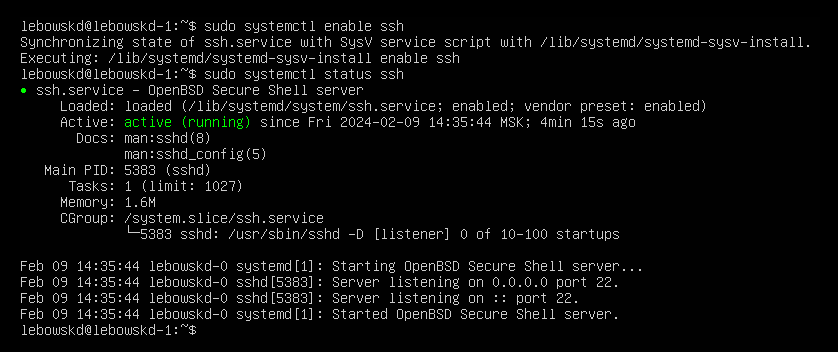 lebowskd@lebowskd-1:~$ sudo systemctl enable ssh
Synchronizing state of ssh.service with SysV service script with /lib/systemd/systemd-sysv-install.
Executing: /lib/systemd/systemd-sysv-install enable ssh
lebowskd@lebowskd-1:~$ sudo systemctl status ssh
● ssh.service - OpenBSD Secure Shell server
     Loaded: loaded (/lib/systemd/system/ssh.service; enabled; vendor preset: enabled)
     Active: active (running) since Fri 2024-02-09 14:35:44 MSK; 4min 15s ago
       Docs: man:sshd(8)
             man:sshd_config(5)
   Main PID: 5383 (sshd)
      Tasks: 1 (limit: 1027)
     Memory: 1.6M
     CGroup: /system.slice/ssh.service
             └─5383 sshd: /usr/sbin/sshd -D [listener] 0 of 10-100 startups

Feb 09 14:35:44 lebowskd-0 systemd[1]: Starting OpenBSD Secure Shell server...
Feb 09 14:35:44 lebowskd-0 sshd[5383]: Server listening on 0.0.0.0 port 22.
Feb 09 14:35:44 lebowskd-0 sshd[5383]: Server listening on :: port 22.
Feb 09 14:35:44 lebowskd-0 systemd[1]: Started OpenBSD Secure Shell server.
lebowskd@lebowskd-1:~$